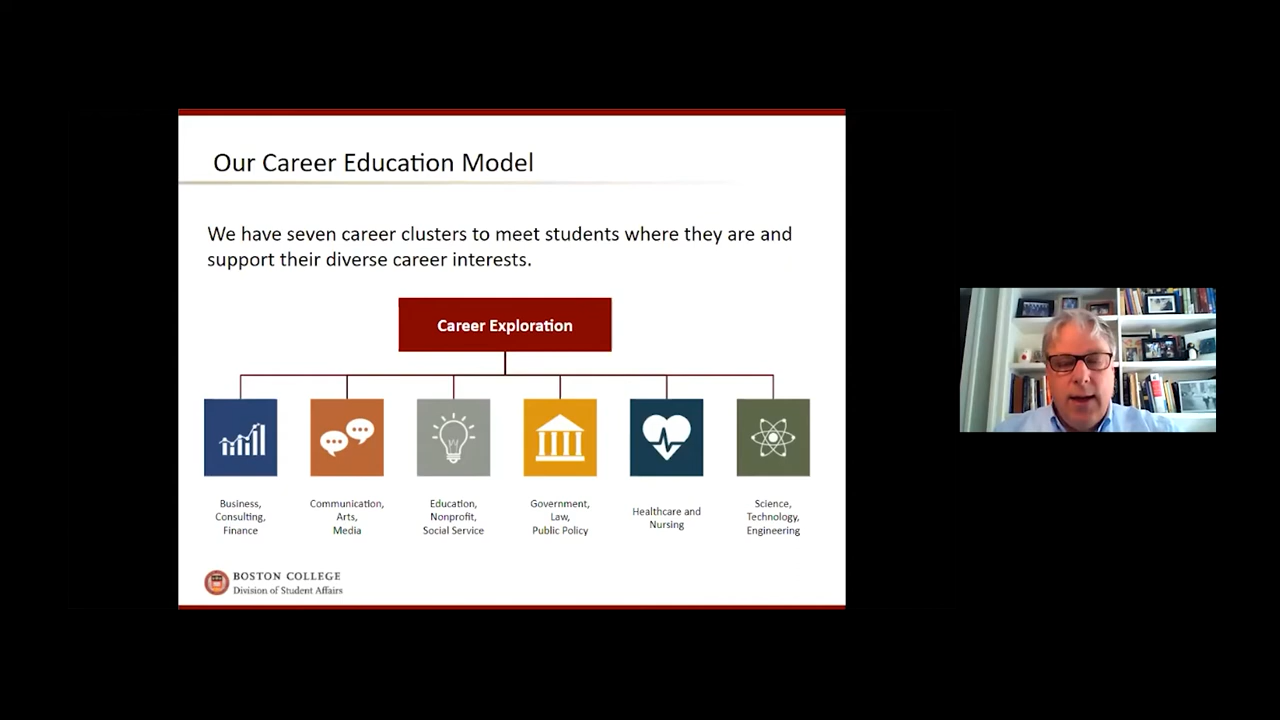 Our Career Education Model
We have seven career clusters to meet students where they are and
support their diverse career interests.
Career Exploration
Business,
Consulting,
Finance
Communication,
Arts,
Media
Education,
Nonprofit,
Social Service
Government,
Law,
Public Policy
Healthcare and
Nursing
Science,
Technology,
Engineering
BOSTON COLLEGE
Division of Student Affairs